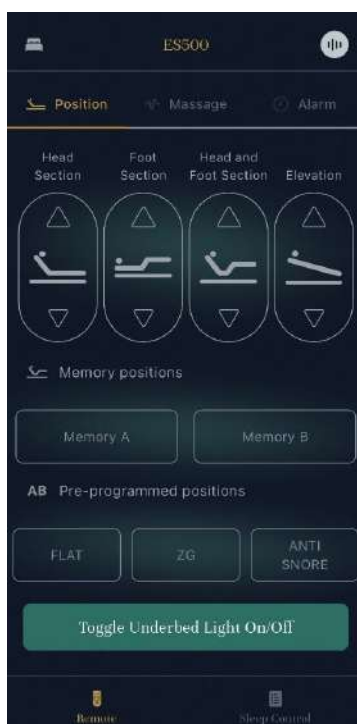 ES500
Position Massage Alarm
Head Section
Foot Section
Head and Foot Section
Elevation
Memory positions
Memory A Memory B
AB Pre-programmed positions
FLAT ZG ANTI SNORE
Toggle Underbed Light On/Off
Remote Sleep Control